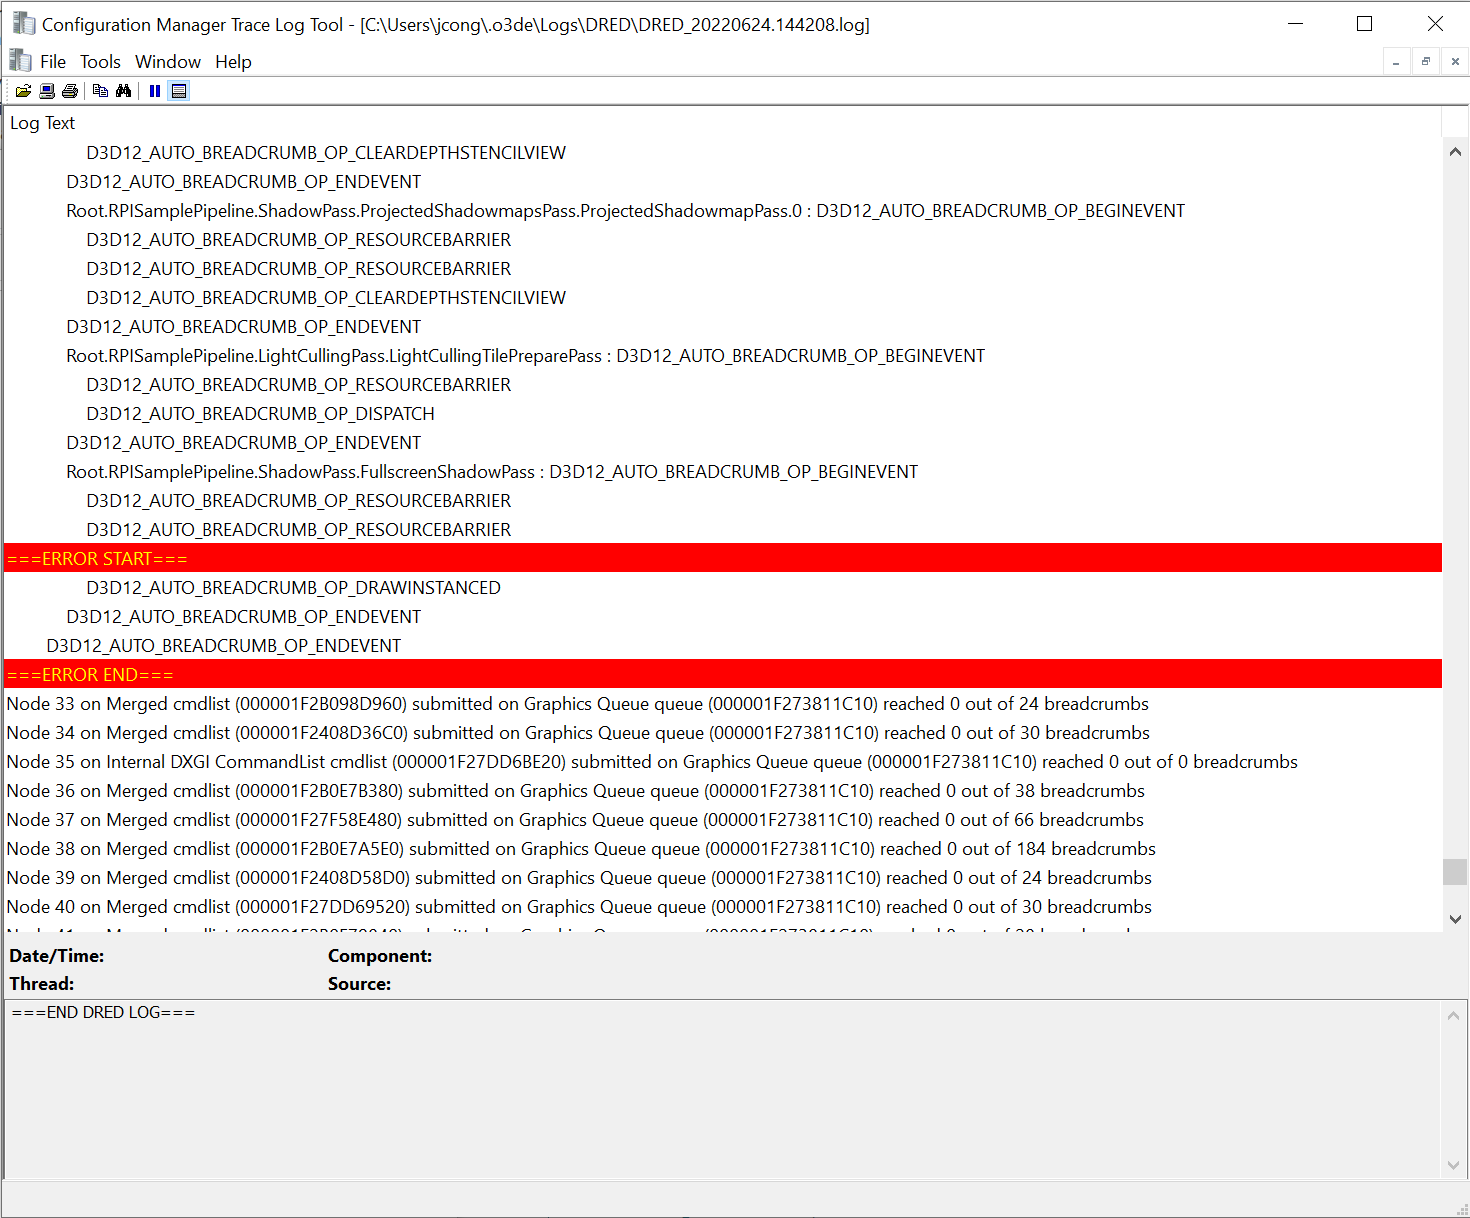 Configuration Manager Trace Log Tool - [C:\Users\jcong\.o3de\Logs\DRED\DRED_20220624.144208.log]
File Tools Window Help
Log Text
D3D12_AUTO_BREADCRUMB_OP_CLEARDEPTHSTENCILVIEW
D3D12_AUTO_BREADCRUMB_OP_ENDEVENT
Root.RPISamplePipeline.ShadowPass.ProjectedShadowmapsPass.ProjectedShadowmapPass.0 : D3D12_AUTO_BREADCRUMB_OP_BEGINEVENT
D3D12_AUTO_BREADCRUMB_OP_RESOURCEBARRIER
D3D12_AUTO_BREADCRUMB_OP_RESOURCEBARRIER
D3D12_AUTO_BREADCRUMB_OP_CLEARDEPTHSTENCILVIEW
D3D12_AUTO_BREADCRUMB_OP_ENDEVENT
Root.RPISamplePipeline.LightCullingPass.LightCullingTilePreparePass : D3D12_AUTO_BREADCRUMB_OP_BEGINEVENT
D3D12_AUTO_BREADCRUMB_OP_RESOURCEBARRIER
D3D12_AUTO_BREADCRUMB_OP_DISPATCH
D3D12_AUTO_BREADCRUMB_OP_ENDEVENT
Root.RPISamplePipeline.ShadowPass.FullscreenShadowPass : D3D12_AUTO_BREADCRUMB_OP_BEGINEVENT
D3D12_AUTO_BREADCRUMB_OP_RESOURCEBARRIER
D3D12_AUTO_BREADCRUMB_OP_RESOURCEBARRIER
===ERROR START===
D3D12_AUTO_BREADCRUMB_OP_DRAWINSTANCED
D3D12_AUTO_BREADCRUMB_OP_ENDEVENT
D3D12_AUTO_BREADCRUMB_OP_ENDEVENT
===ERROR END===
Node 33 on Merged cmdlist (000001F2B098D960) submitted on Graphics Queue queue (000001F273811C10) reached 0 out of 24 breadcrumbs
Node 34 on Merged cmdlist (000001F2408D36C0) submitted on Graphics Queue queue (000001F273811C10) reached 0 out of 30 breadcrumbs
Node 35 on Internal DXGI CommandList cmdlist (000001F27DD6BE20) submitted on Graphics Queue queue (000001F273811C10) reached 0 out of 0 breadcrumbs
Node 36 on Merged cmdlist (000001F2B0E7B380) submitted on Graphics Queue queue (000001F273811C10) reached 0 out of 38 breadcrumbs
Node 37 on Merged cmdlist (000001F27F58E480) submitted on Graphics Queue queue (000001F273811C10) reached 0 out of 66 breadcrumbs
Node 38 on Merged cmdlist (000001F2B0E7A5E0) submitted on Graphics Queue queue (000001F273811C10) reached 0 out of 184 breadcrumbs
Node 39 on Merged cmdlist (000001F2408D58D0) submitted on Graphics Queue queue (000001F273811C10) reached 0 out of 24 breadcrumbs
Node 40 on Merged cmdlist (000001F27DD69520) submitted on Graphics Queue queue (000001F273811C10) reached 0 out of 30 breadcrumbs
Date/Time: Component:
Thread: Source:
===END DRED LOG===